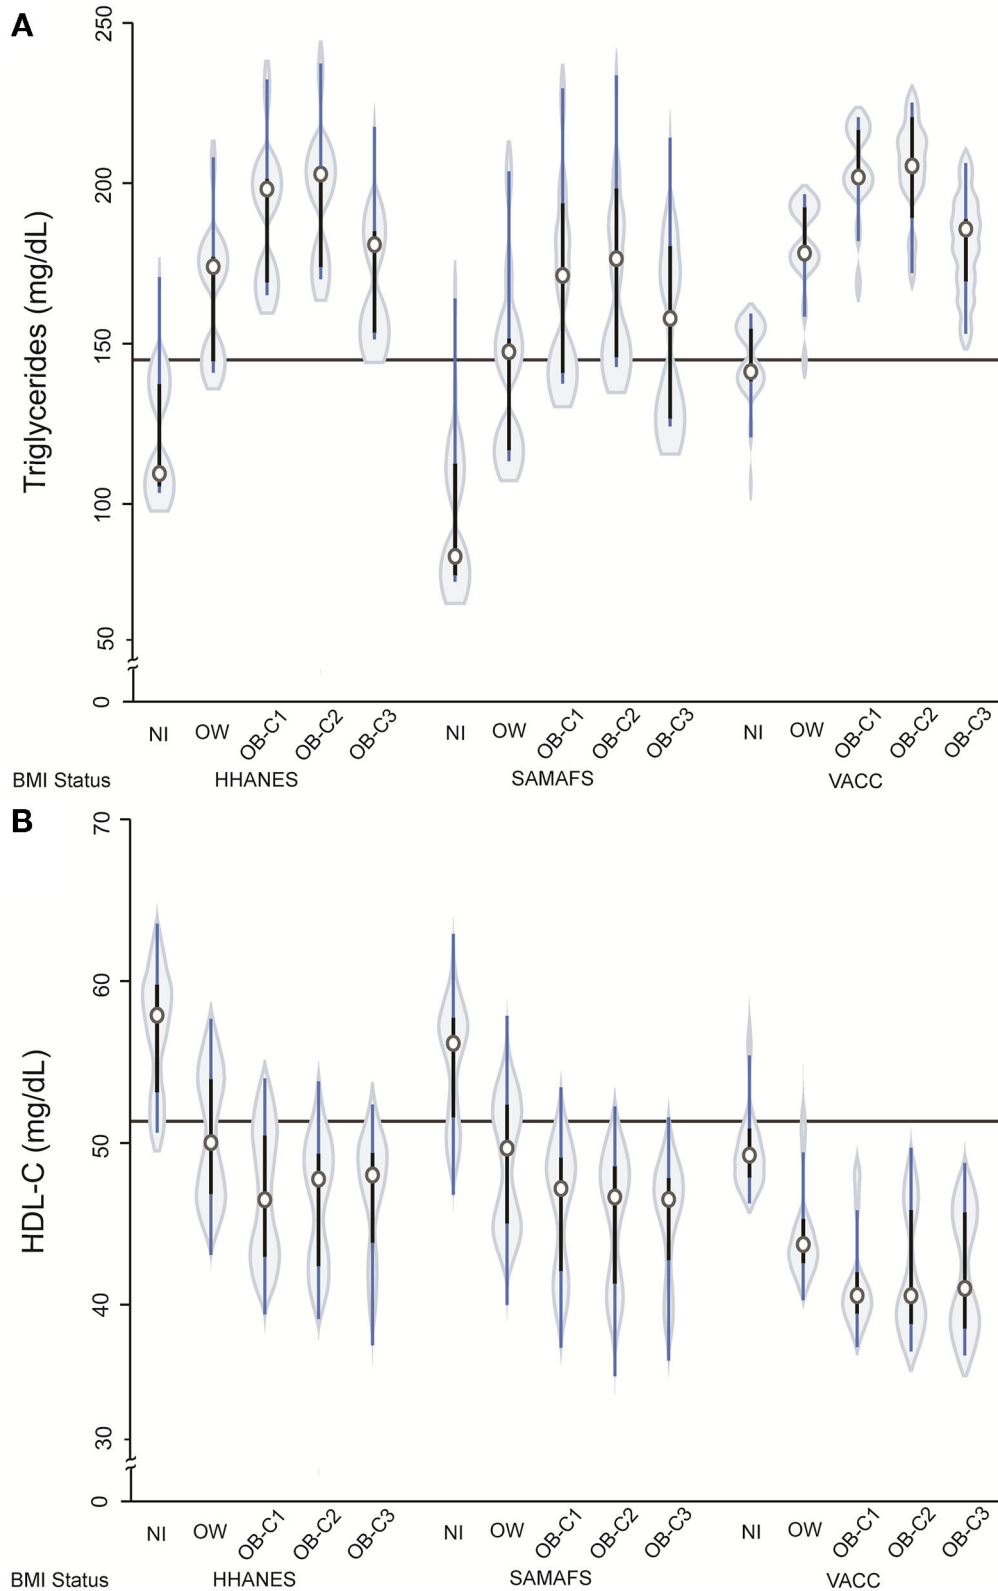 A
Triglycerides (mg/dL)
250
200
150
100
50
0
NI OW OB-C1 OB-C2 OB-C3 NI OW OB-C1 OB-C2 OB-C3 NI OW OB-C1 OB-C2 OB-C3
BMI Status HHANES SAMAFS VACC
B
HDL-C (mg/dL)
70
60
50
40
30
0
NI OW OB-C1 OB-C2 OB-C3 NI OW OB-C1 OB-C2 OB-C3 NI OW OB-C1 OB-C2 OB-C3
BMI Status HHANES SAMAFS VACC